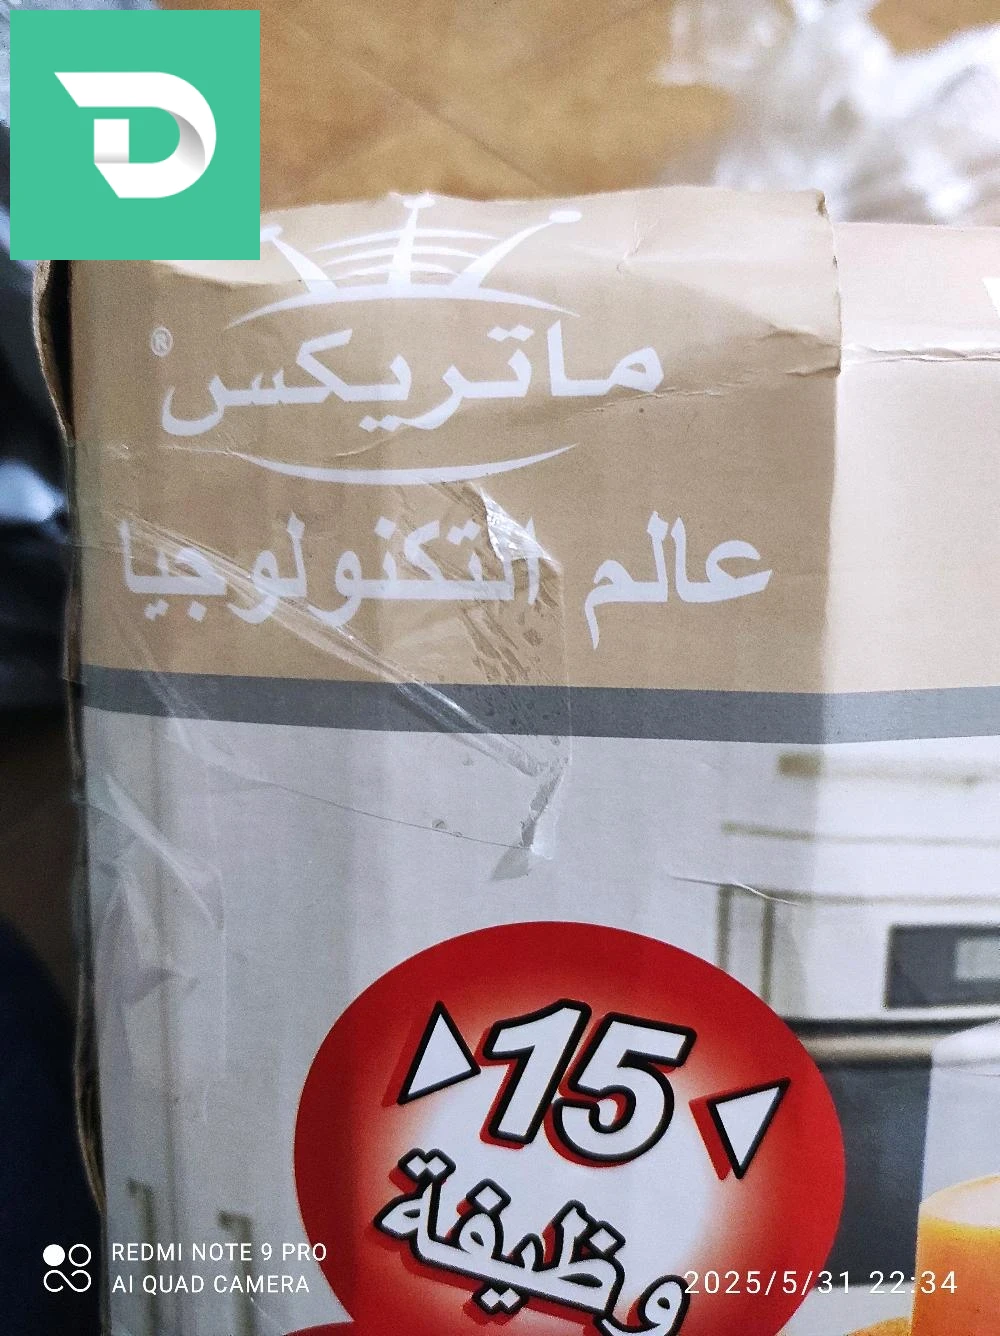 ماتريكس
®
عالم التكنولوجيا
15
وظيفة
REDMI NOTE 9 PRO
AI QUAD CAMERA
2025/5/31 22:34